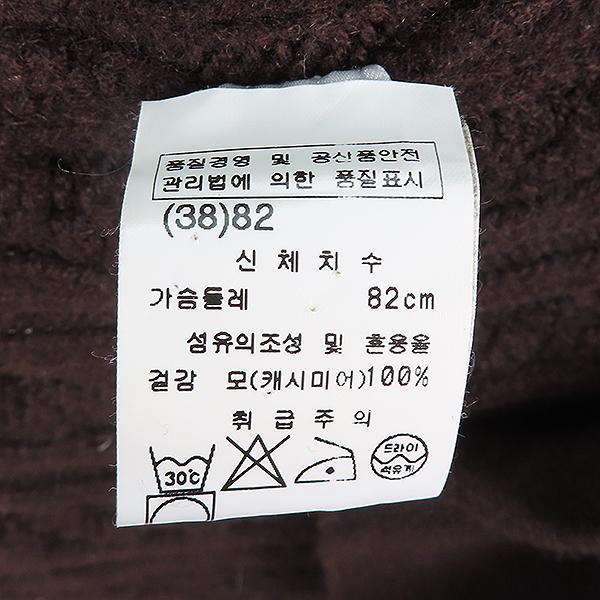 품질경영 및 공산품안전
관리법에 의한 품질표시
(38)82
신체치수
가슴둘레 82cm
섬유의조성 및 혼용율
겉감 모(캐시미어)100%
취급주의
30℃
드라이
석유계